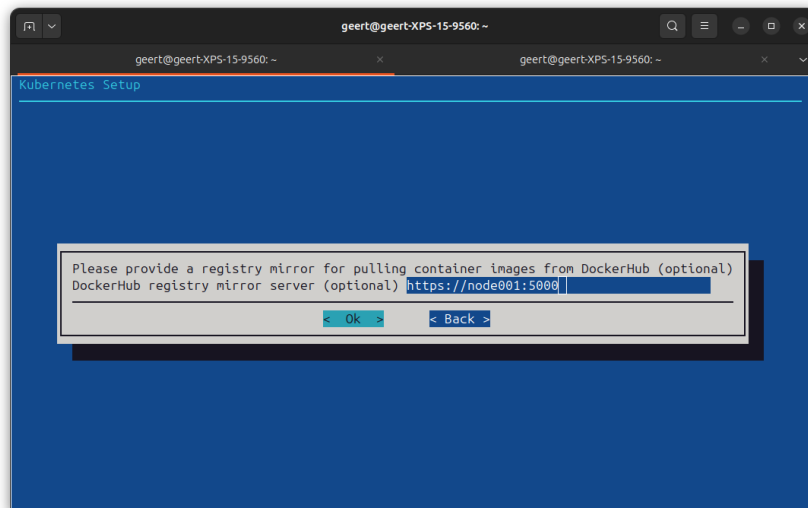 geert@geert-XPS-15-9560: ~
geert@geert-XPS-15-9560: ~ × geert@geert-XPS-15-9560: ~ ×
Kubernetes Setup
Please provide a registry mirror for pulling container images from DockerHub (optional)
DockerHub registry mirror server (optional) https://node001:5000
< Ok > < Back >